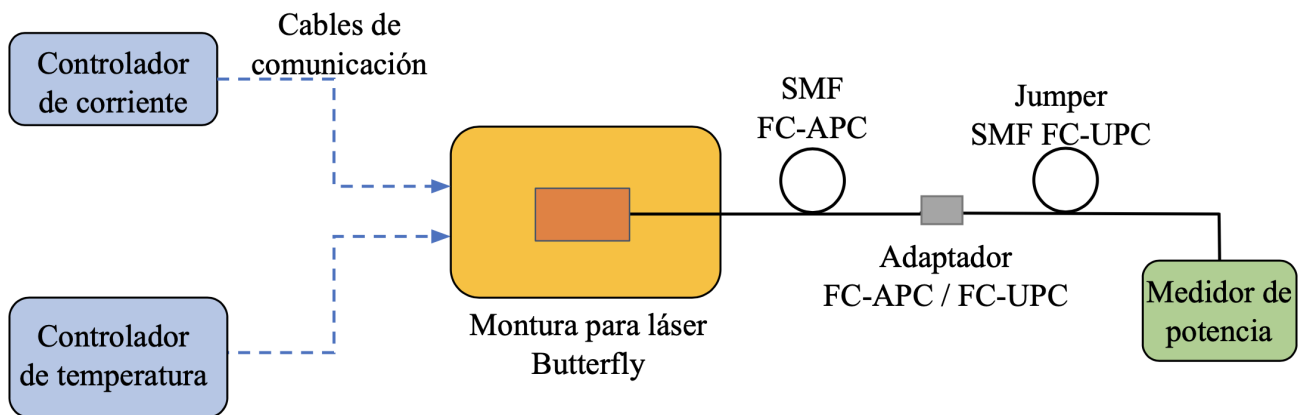 Cables de
comunicación
Controlador
de corriente
SMF
FC-APC
Jumper
SMF FC-UPC
Adaptador
FC-APC / FC-UPC
Medidor de
potencia
Montura para láser
Butterfly
Controlador
de temperatura